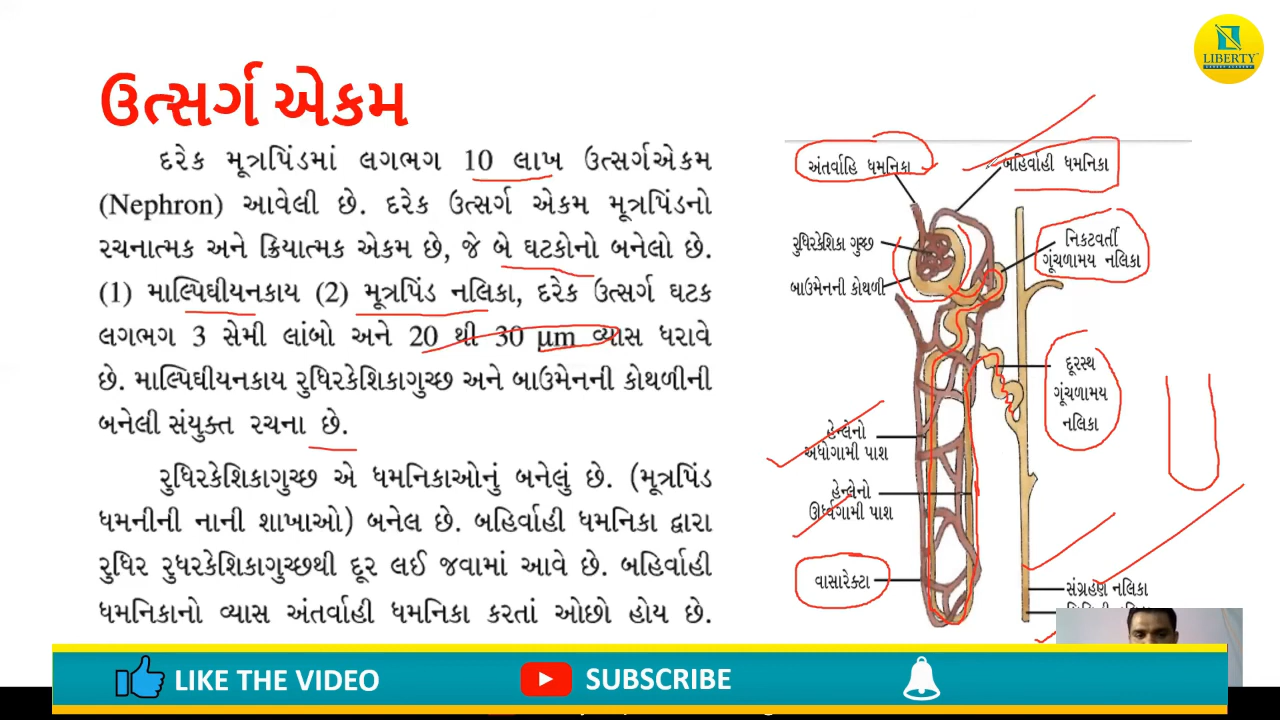 LIBERTY
ઉત્સર્ગ એકમ
દરેક મૂત્રપિંડમાં લગભગ 10 લાખ ઉત્સર્ગએકમ
(Nephron) આવેલી છે. દરેક ઉત્સર્ગ એકમ મૂત્રપિંડનો
રચનાત્મક અને ક્રિયાત્મક એકમ છે, જે બે ઘટકોનો બનેલો છે.
(1) માલ્પિઘીયનકાય (2) મૂત્રપિંડ નલિકા, દરેક ઉત્સર્ગ ઘટક
લગભગ 3 સેમી લાંબો અને 20 થી 30 µm વ્યાસ ધરાવે
છે. માલ્પિઘીયનકાય રુધિરકેશિકાગુચ્છ અને બાઉમેનની કોથળીની
બનેલી સંયુક્ત રચના છે.
રુધિરકેશિકાગુચ્છ એ ધમનિકાઓનું બનેલું છે. (મૂત્રપિંડ
ધમનીની નાની શાખાઓ) બનેલ છે. બહિર્વાહી ધમનિકા દ્વારા
રુધિર રુધરકેશિકાગુચ્છથી દૂર લઈ જવામાં આવે છે. બહિર્વાહી
ધમનિકાનો વ્યાસ અંતર્વાહી ધમનિકા કરતાં ઓછો હોય છે.
અંતર્વાહિ ધમનિકા
બહિર્વાહી ધમનિકા
રુધિરકેશિકા ગુચ્છ
બાઉમેનની કોથળી
નિકટવર્તી
ગૂંચળામય નલિકા
દૂરસ્થ
ગૂંચળામય
નલિકા
હેન્લેનો
અધોગામી પાશ
હેન્લેનો
ઊર્ધ્વગામી પાશ
વાસારેક્ટા
સંગ્રહણ નલિકા
LIKE THE VIDEO
SUBSCRIBE